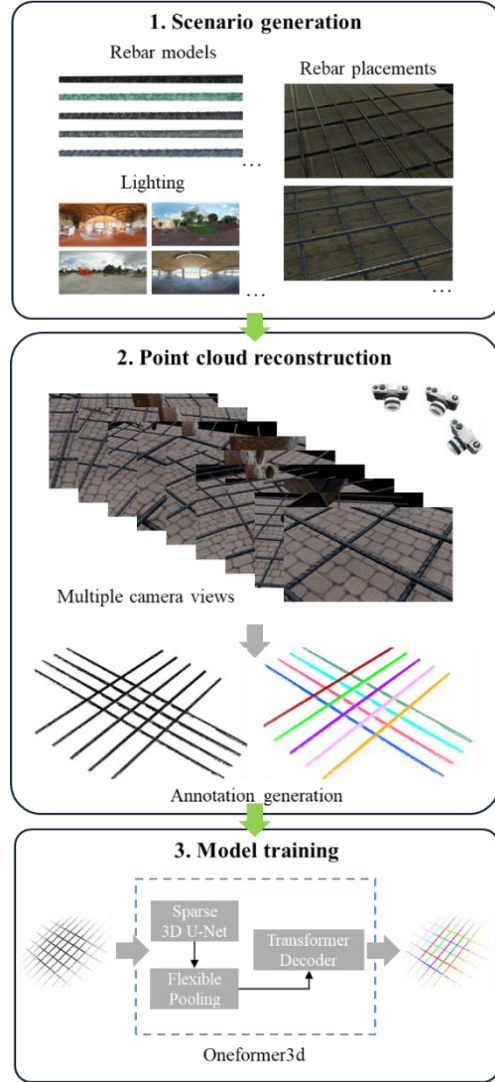 1. Scenario generation
Rebar models
Rebar placements
...
Lighting
...
...
2. Point cloud reconstruction
Multiple camera views
Annotation generation
3. Model training
Sparse
3D U-Net
Transformer
Decoder
Flexible
Pooling
Oneformer3d